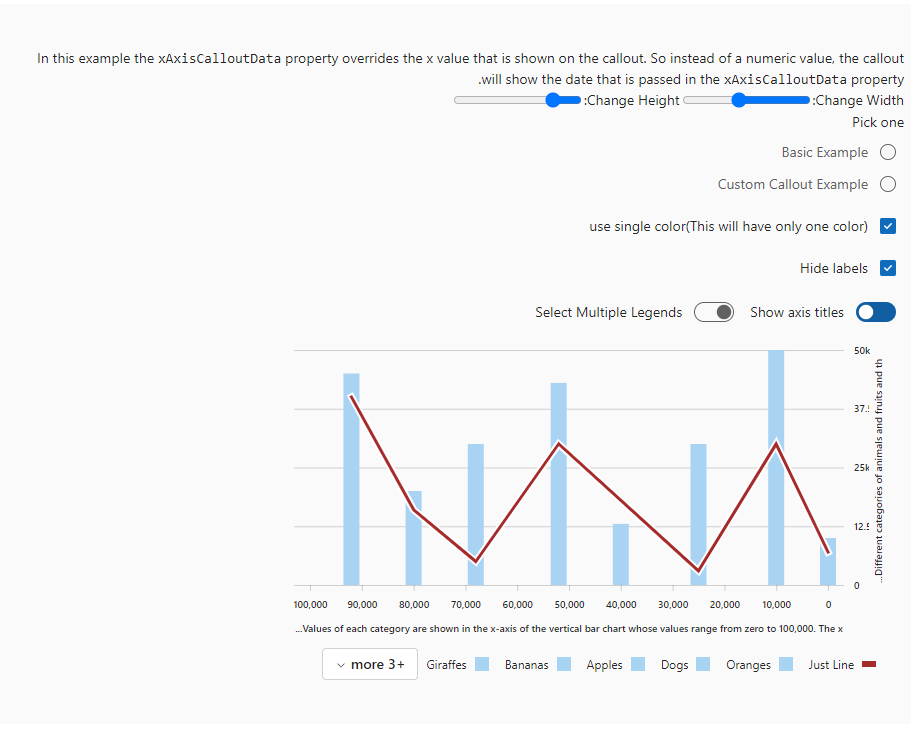 In this example the xAxisCalloutData property overrides the x value that is shown on the callout. So instead of a numeric value, the callout
.will show the date that is passed in the xAxisCalloutData property
:Change Height :Change Width
Pick one
Basic Example
Custom Callout Example
use single color(This will have only one color)
Hide labels
Select Multiple Legends Show axis titles
50k
37.5
25k
12.5
0
...Different categories of animals and fruits and th
100,000 90,000 80,000 70,000 60,000 50,000 40,000 30,000 20,000 10,000 0
...Values of each category are shown in the x-axis of the vertical bar chart whose values range from zero to 100,000. The x
more 3+ Giraffes Bananas Apples Dogs Oranges Just Line